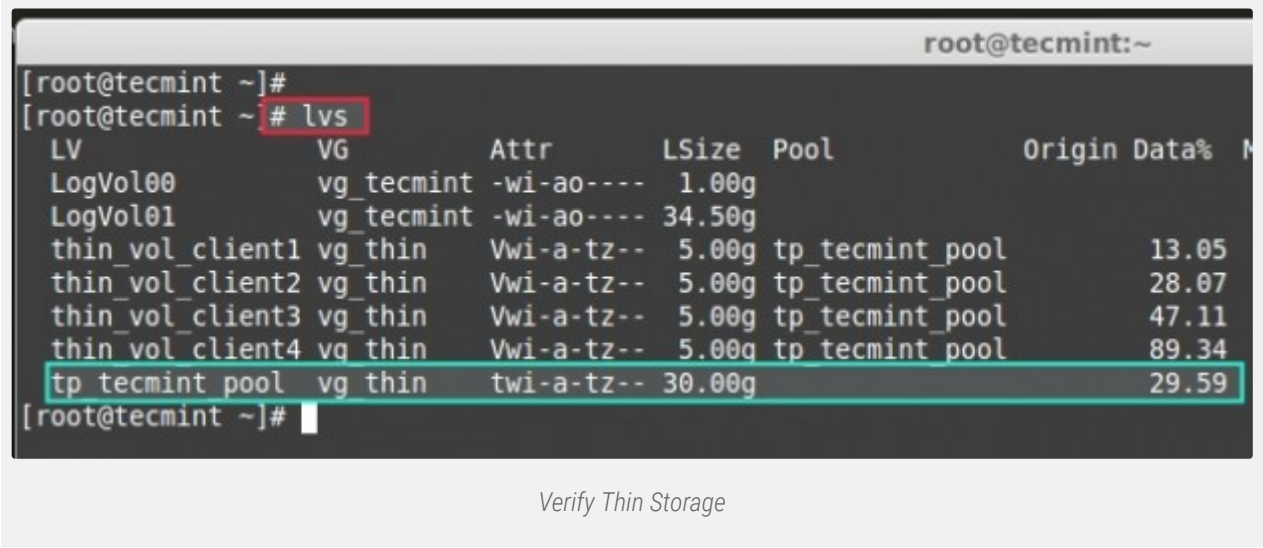 root@tecmint:~
[root@tecmint ~]#
[root@tecmint ~]# lvs
LV VG Attr LSize Pool Origin Data% M
LogVol00 vg_tecmint -wi-ao---- 1.00g
LogVol01 vg_tecmint -wi-ao---- 34.50g
thin_vol_client1 vg_thin Vwi-a-tz-- 5.00g tp_tecmint_pool 13.05
thin_vol_client2 vg_thin Vwi-a-tz-- 5.00g tp_tecmint_pool 28.07
thin_vol_client3 vg_thin Vwi-a-tz-- 5.00g tp_tecmint_pool 47.11
thin_vol_client4 vg_thin Vwi-a-tz-- 5.00g tp_tecmint_pool 89.34
tp_tecmint_pool vg_thin twi-a-tz-- 30.00g 29.59
[root@tecmint ~]#
Verify Thin Storage